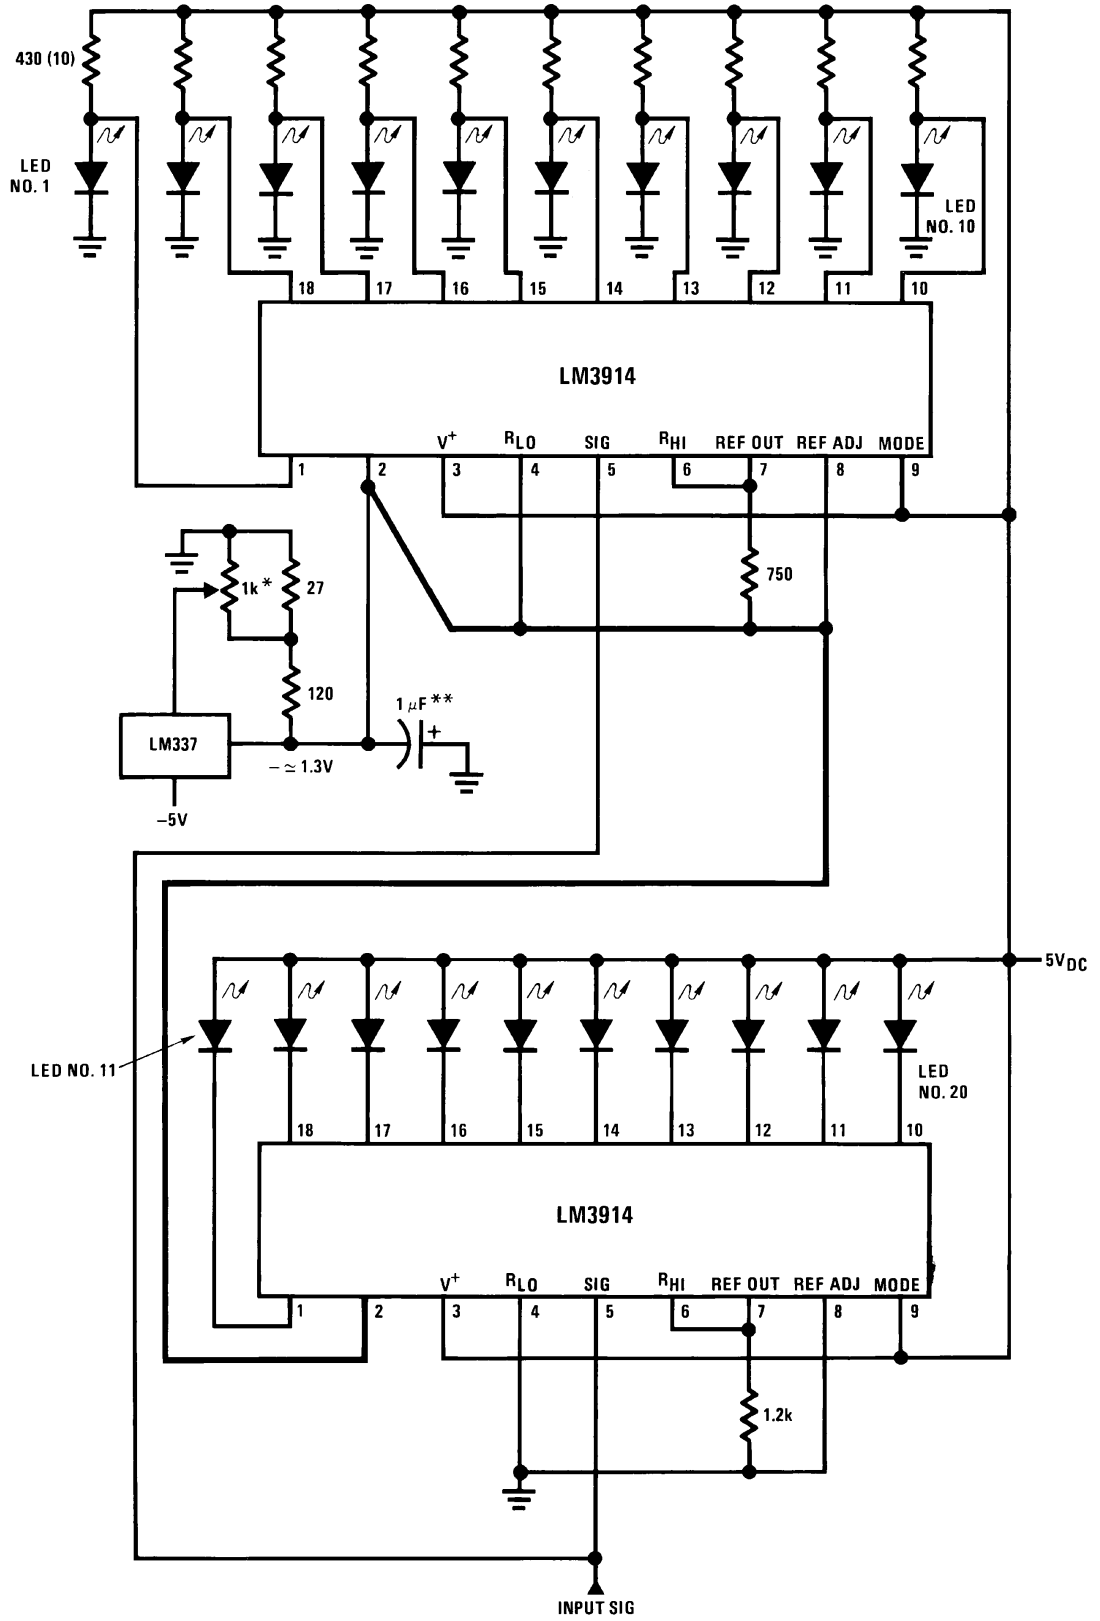 430 (10)
LED
NO. 1
LED
NO. 10
18 17 16 15 14 13 12 11 10
LM3914
V+ RLO SIG RHI REF OUT REF ADJ MODE
1 2 3 4 5 6 7 8 9
1k* 27
750
120
1 μF**
+
LM337
– ≃ 1.3V
–5V
5VDC
LED NO. 11
LED
NO. 20
18 17 16 15 14 13 12 11 10
LM3914
V+ RLO SIG RHI REF OUT REF ADJ MODE
1 2 3 4 5 6 7 8 9
1.2k
INPUT SIG